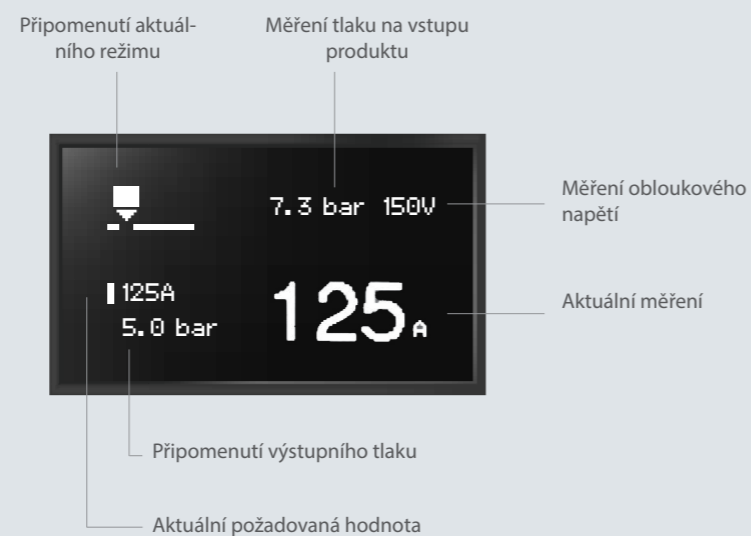 Připomenutí aktuál-
ního režimu
Měření tlaku na vstupu
produktu
7.3 bar 150V
Měření obloukového
napětí
125A
5.0 bar
125A
Aktuální měření
Připomenutí výstupního tlaku
Aktuální požadovaná hodnota